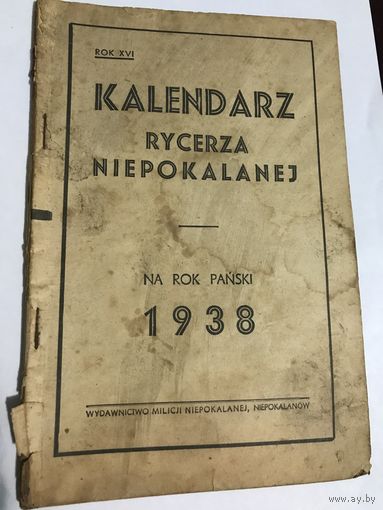 ROK XVI
KALENDARZ
RYCERZA
NIEPOKALANEJ
NA ROK PAŃSKI
1938
WYDAWNICTWO MILICJI NIEPOKALANEJ, NIEPOKALANÓW
www.ay.by